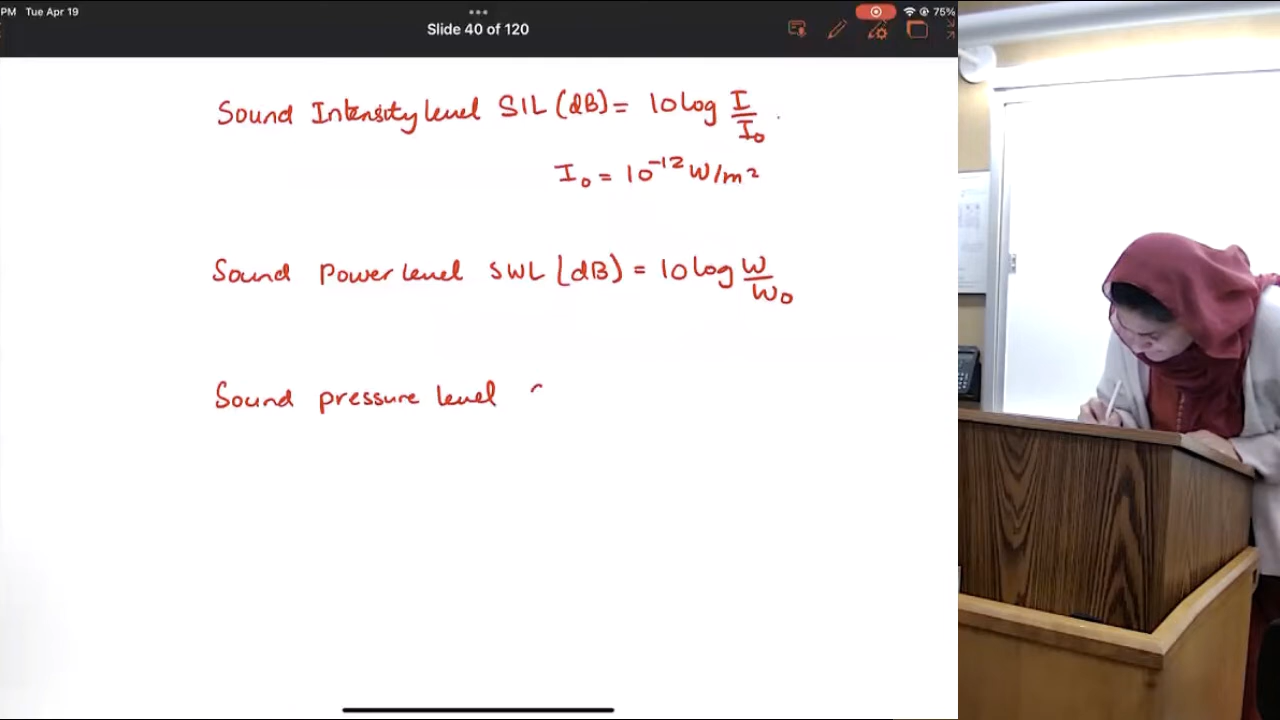 PM Tue Apr 19
75%
Slide 40 of 120
Sound Intensity level SIL (dB) = 10 log I/I₀
I₀ = 10⁻¹² W/m²
Sound Power level SWL (dB) = 10 log W/W₀
Sound pressure level